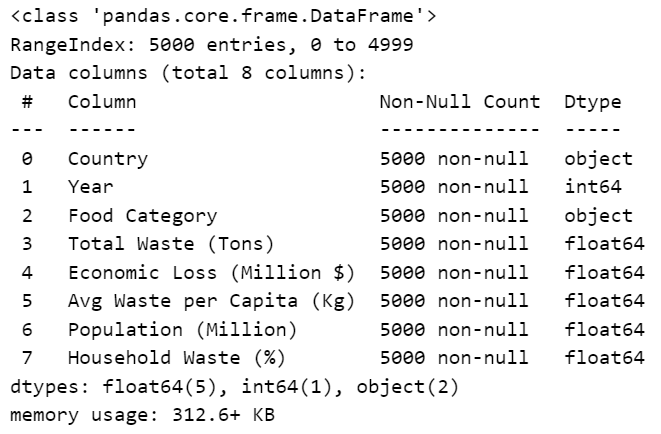 <class 'pandas.core.frame.DataFrame'>
RangeIndex: 5000 entries, 0 to 4999
Data columns (total 8 columns):
 #   Column                     Non-Null Count  Dtype
---  ------                     --------------  -----
 0   Country                    5000 non-null   object
 1   Year                       5000 non-null   int64
 2   Food Category              5000 non-null   object
 3   Total Waste (Tons)         5000 non-null   float64
 4   Economic Loss (Million $)  5000 non-null   float64
 5   Avg Waste per Capita (Kg)  5000 non-null   float64
 6   Population (Million)       5000 non-null   float64
 7   Household Waste (%)        5000 non-null   float64
dtypes: float64(5), int64(1), object(2)
memory usage: 312.6+ KB